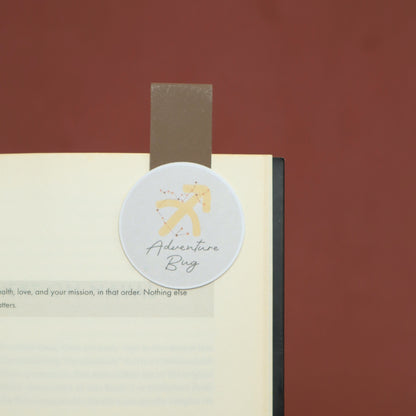 Adventure
Bug
alth, love, and your mission, in that order. Nothing else
atters.